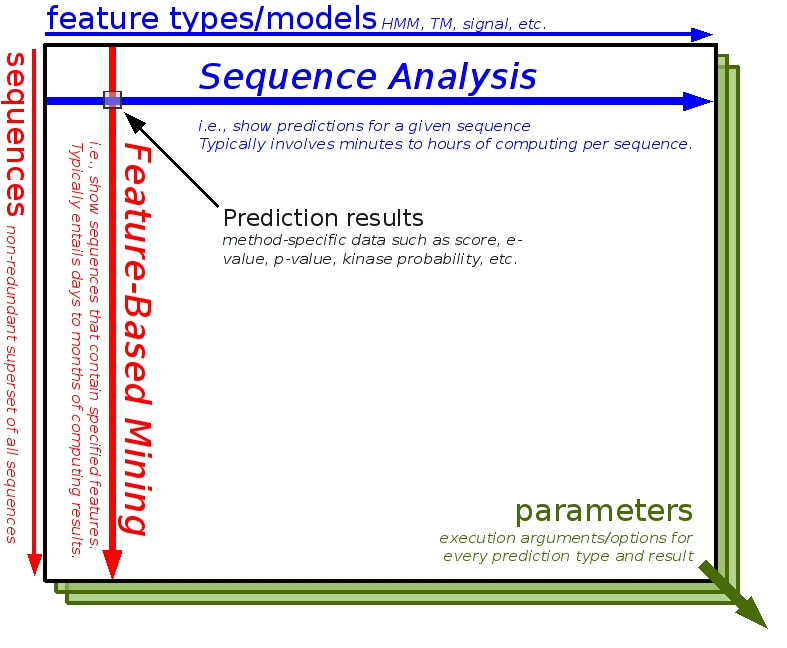 feature types/models HMM, TM, signal, etc.
sequences non-redundant superset of all sequences
Sequence Analysis
i.e., show predictions for a given sequence
Typically involves minutes to hours of computing per sequence.
Feature-Based Mining
i.e., show sequences that contain specified features.
Typically entails days to months of computing results.
Prediction results
method-specific data such as score, e-
value, p-value, kinase probability, etc.
parameters
execution arguments/options for
every prediction type and result